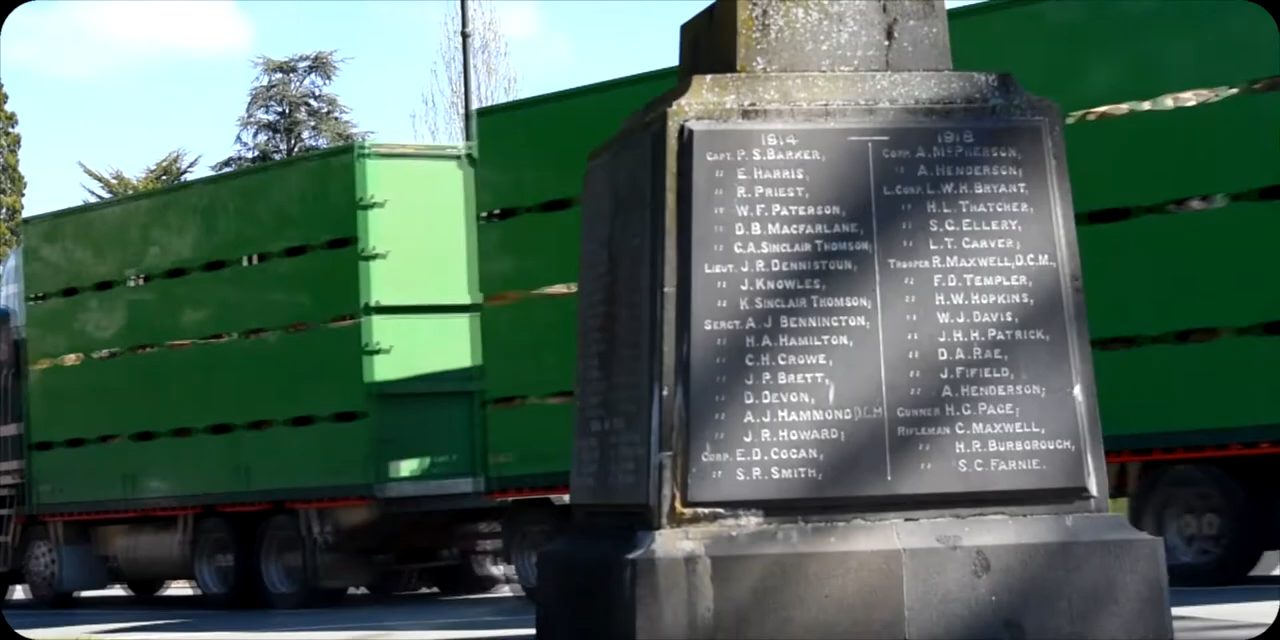 1914 — 1918
CAPT. P. S. BARKER,
" E. HARRIS,
" R. PRIEST,
" W. F. PATERSON,
" D. B. MACFARLANE,
" C. A. SINCLAIR THOMSON,
LIEUT. J. R. DENNISTOUN,
" J. KNOWLES,
" K. SINCLAIR THOMSON,
SERGT. A. J BENNINGTON,
" H. A. HAMILTON,
" C. H. CROWE,
" J. P. BRETT,
" D. DEVON,
" A. J. HAMMOND D.C.M
" J. R. HOWARD,
CORP. E. D. COGAN,
" S. R. SMITH,
CORP. A. McPHERSON,
" A. HENDERSON,
L. CORP. L. W. H. BRYANT,
" H. L. THATCHER,
" S. G. ELLERY,
" L. T. CARVER,
TROOPER R. MAXWELL, D.C.M.,
" F. D. TEMPLER,
" H. W. HOPKINS,
" W. J. DAVIS,
" J. H. H. PATRICK,
" D. A. RAE,
" J. FIFIELD,
" A. HENDERSON,
GUNNER H. G. PAGE,
RIFLEMAN C. MAXWELL,
" H. R. BURBOROUGH,
" S. C. FARNIE.